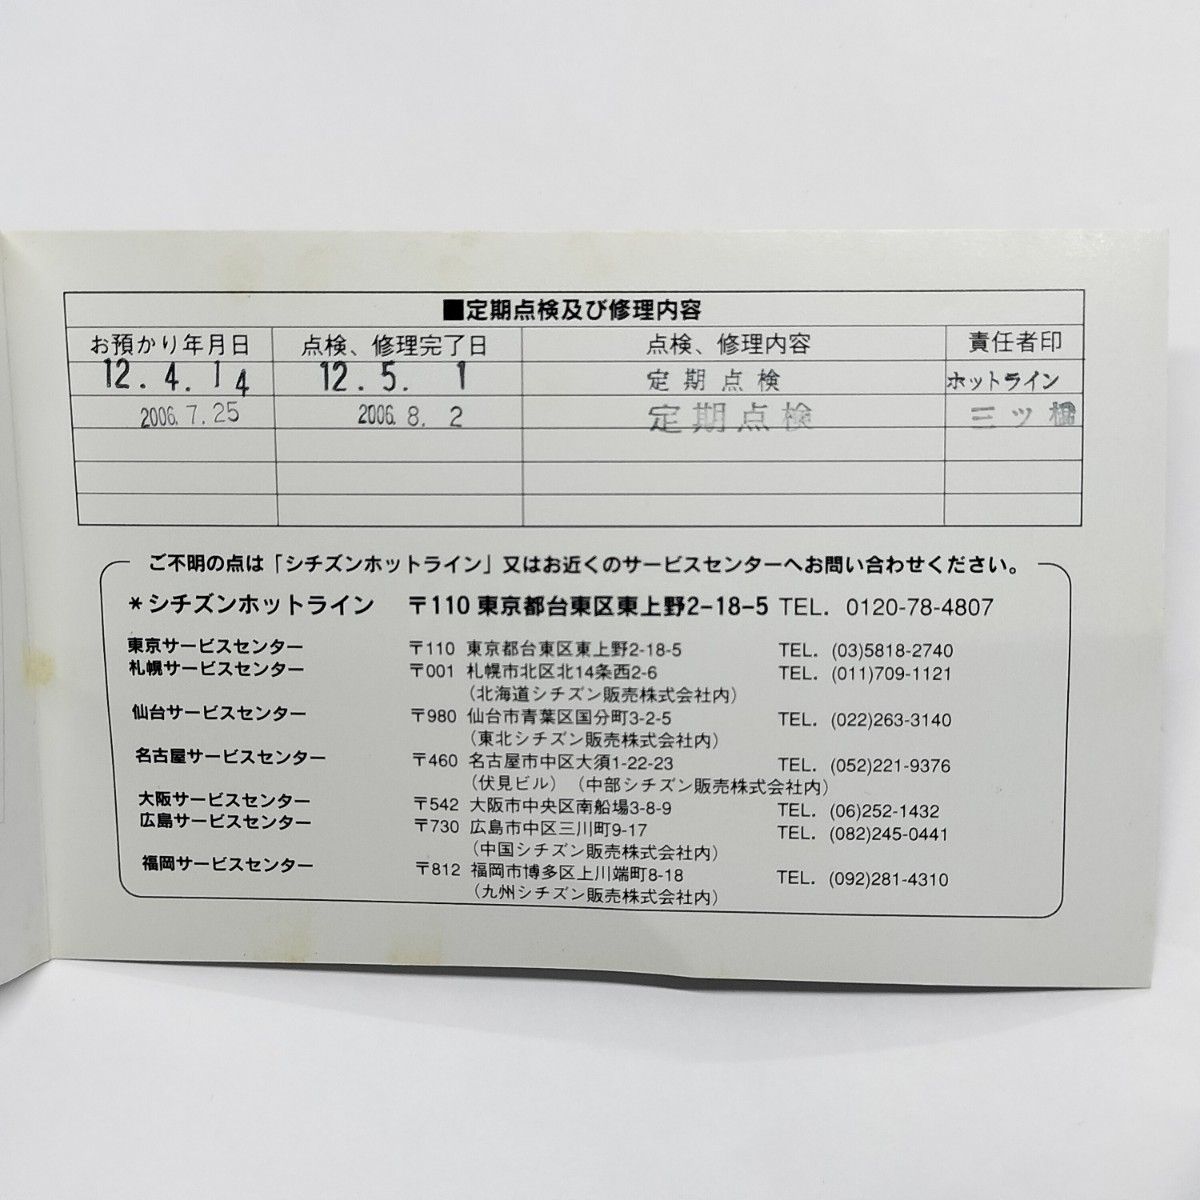 ■定期点検及び修理内容
お預かり年月日 点検、修理完了日 点検、修理内容 責任者印
12.4.14 12.5.1 定期点検 ホットライン
2006.7.25 2006.8.2 定期点検 三ツ橋
ご不明の点は「シチズンホットライン」又はお近くのサービスセンターへお問い合わせください。
*シチズンホットライン 〒110 東京都台東区東上野2-18-5 TEL. 0120-78-4807
東京サービスセンター 〒110 東京都台東区東上野2-18-5 TEL. (03)5818-2740
札幌サービスセンター 〒001 札幌市北区北14条西2-6 TEL. (011)709-1121
(北海道シチズン販売株式会社内)
仙台サービスセンター 〒980 仙台市青葉区国分町3-2-5 TEL. (022)263-3140
(東北シチズン販売株式会社内)
名古屋サービスセンター 〒460 名古屋市中区大須1-22-23 TEL. (052)221-9376
(伏見ビル) (中部シチズン販売株式会社内)
大阪サービスセンター 〒542 大阪市中央区南船場3-8-9 TEL. (06)252-1432
広島サービスセンター 〒730 広島市中区三川町9-17 TEL. (082)245-0441
(中国シチズン販売株式会社内)
福岡サービスセンター 〒812 福岡市博多区上川端町8-18 TEL. (092)281-4310
(九州シチズン販売株式会社内)